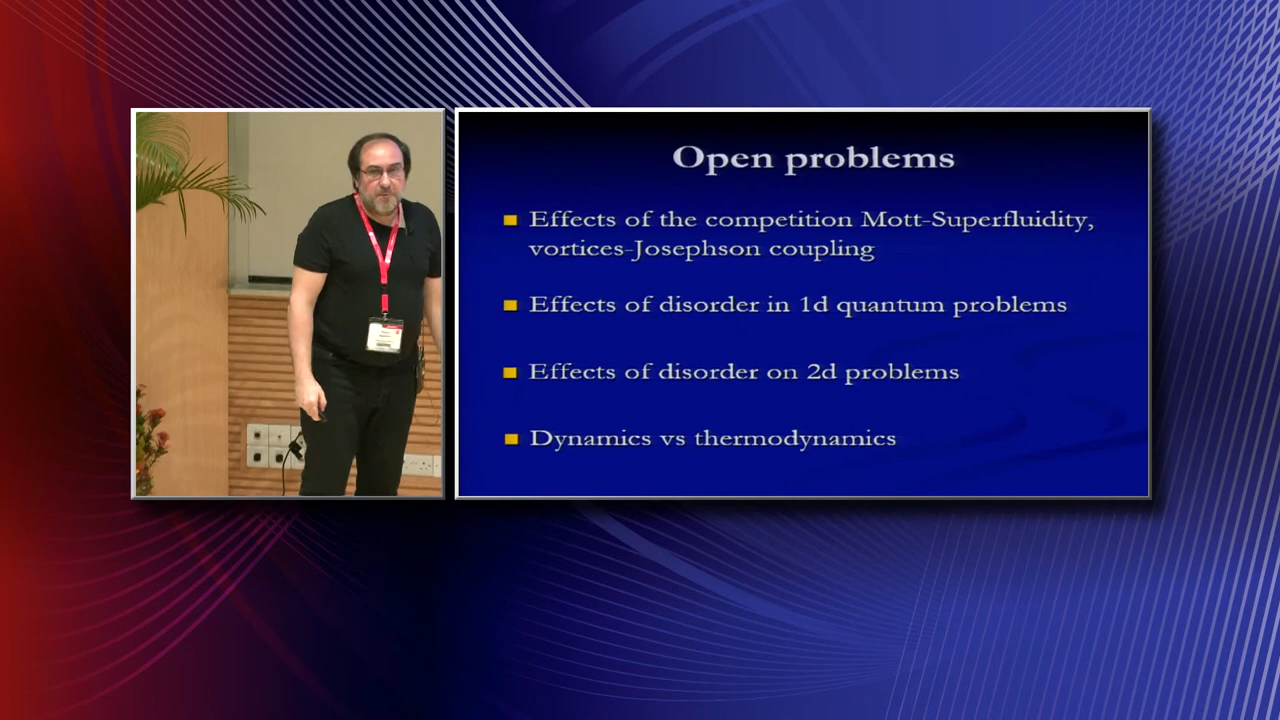 Open problems
Effects of the competition Mott-Superfluidity,
vortices-Josephson coupling
Effects of disorder in 1d quantum problems
Effects of disorder on 2d problems
Dynamics vs thermodynamics